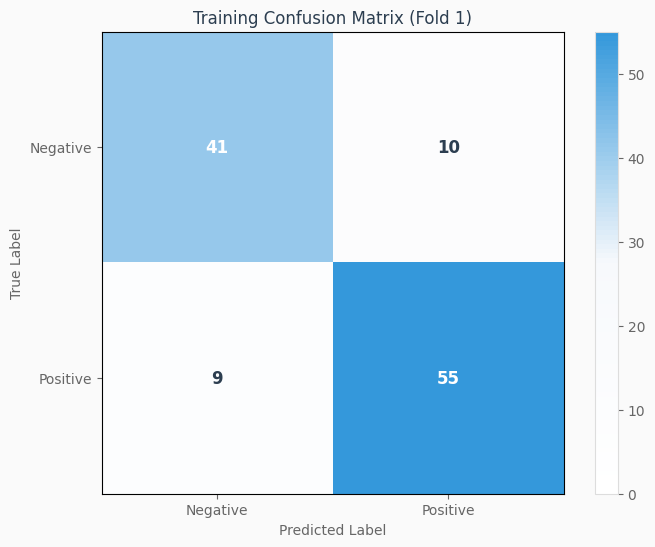 Training Confusion Matrix (Fold 1)
True Label
Negative
41
10
Positive
9
55
Negative
Positive
Predicted Label
50
40
30
20
10
0